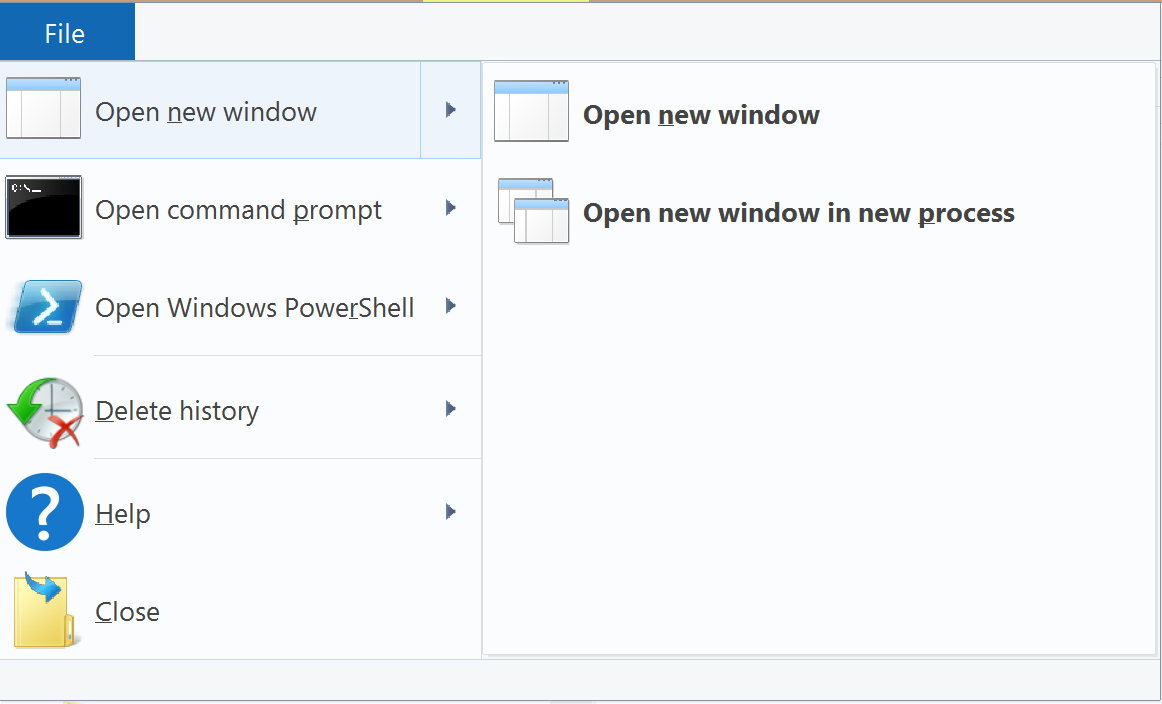 File
Open new window
Open command prompt
Open Windows PowerShell
Delete history
Help
Close
Open new window
Open new window in new process
C:\_